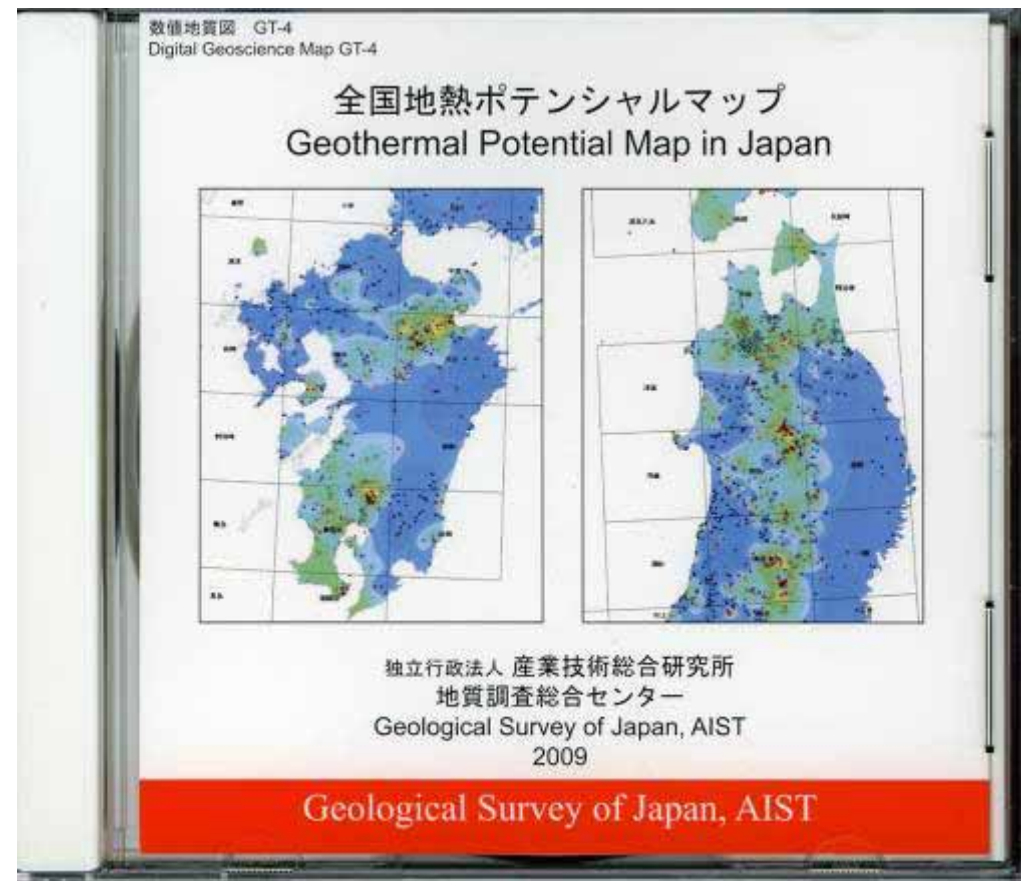 数値地質図 GT-4
Digital Geoscience Map GT-4
全国地熱ポテンシャルマップ
Geothermal Potential Map in Japan
独立行政法人 産業技術総合研究所
地質調査総合センター
Geological Survey of Japan, AIST
2009
Geological Survey of Japan, AIST